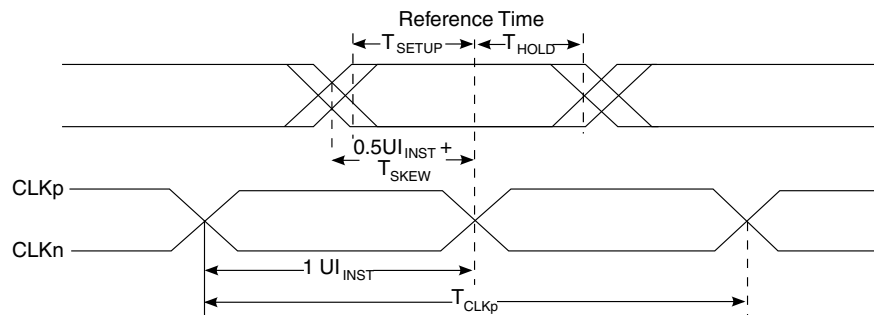 Reference Time
T_SETUP T_HOLD
0.5UI_INST +
T_SKEW
CLKp
CLKn
1 UI_INST
T_CLKp